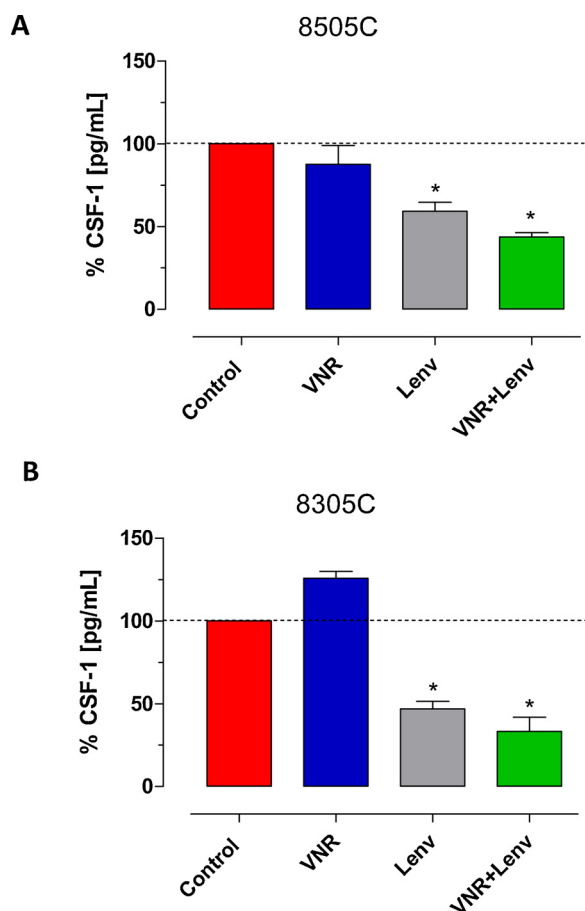 A
8505C
% CSF-1 [pg/mL]
150
100
50
0
*
*
Control
VNR
Lenv
VNR+Lenv
B
8305C
% CSF-1 [pg/mL]
150
100
50
0
*
*
Control
VNR
Lenv
VNR+Lenv